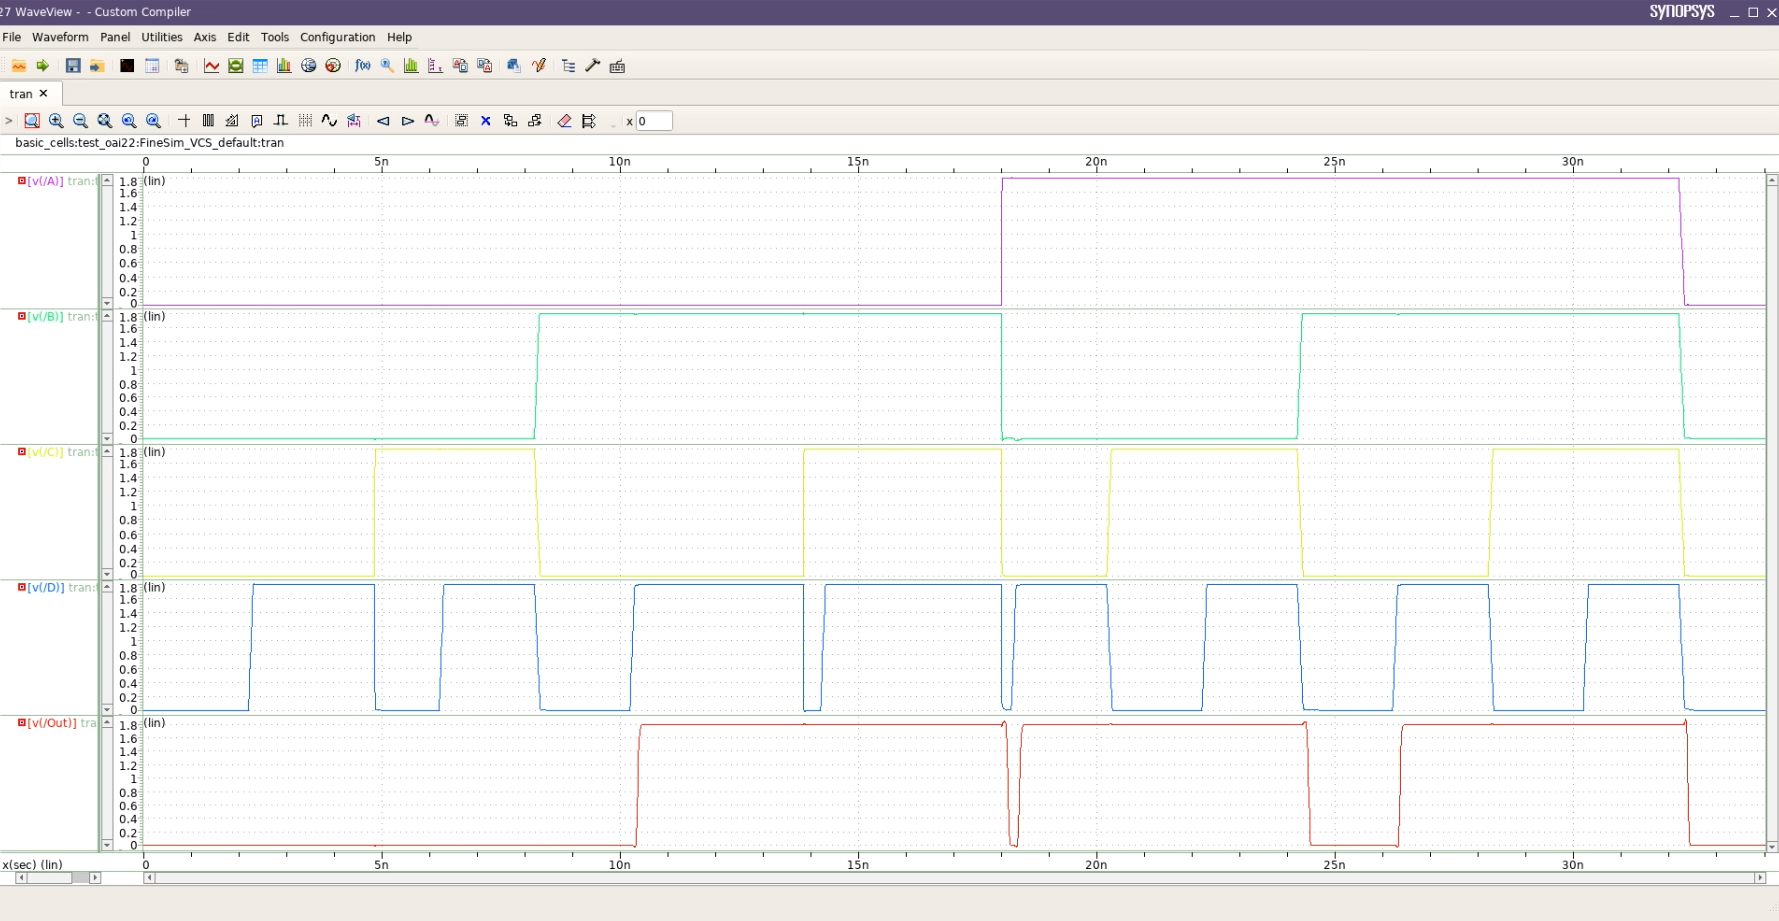 27 WaveView - - Custom Compiler
SYNOPSYS
File Waveform Panel Utilities Axis Edit Tools Configuration Help
tran
> x 0
basic_cells:test_oai22:FineSim_VCS_default:tran
0 5n 10n 15n 20n 25n 30n
[v(/A)] tran:t
1.8 (lin)
1.6
1.4
1.2
1
0.8
0.6
0.4
0.2
0
[v(/B)] tran:t
1.8 (lin)
1.6
1.4
1.2
1
0.8
0.6
0.4
0.2
0
[v(/C)] tran:t
1.8 (lin)
1.6
1.4
1.2
1
0.8
0.6
0.4
0.2
0
[v(/D)] tran:t
1.8 (lin)
1.6
1.4
1.2
1
0.8
0.6
0.4
0.2
0
[v(/Out)] tra
1.8 (lin)
1.6
1.4
1.2
1
0.8
0.6
0.4
0.2
0
x(sec) (lin) 0 5n 10n 15n 20n 25n 30n